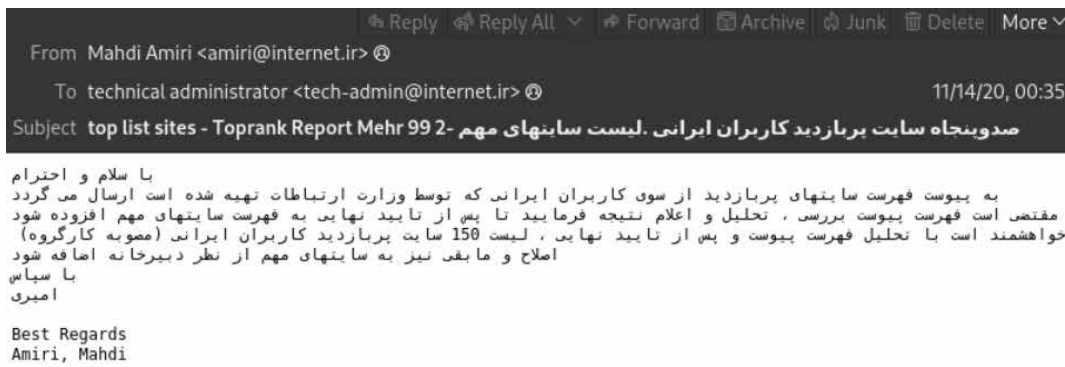 Reply Reply All Forward Archive Junk Delete More
From Mahdi Amiri <amiri@internet.ir>
To technical administrator <tech-admin@internet.ir> 11/14/20, 00:35
Subject top list sites - Toprank Report Mehr 99 2- صدوپنجاه سایت پربازدید کاربران ایرانی .لیست سایتهای مهم
با سلام و احترام
به پیوست فهرست سایتهای پربازدید از سوی کاربران ایرانی که توسط وزارت ارتباطات تهیه شده است ارسال می گردد
مقتضی است فهرست پیوست بررسی ، تحلیل و اعلام نتیجه فرمایید تا پس از تایید نهایی به فهرست سایتهای مهم افزوده شود
خواهشمند است با تحلیل فهرست پیوست و پس از تایید نهایی ، لیست 150 سایت پربازدید کاربران ایرانی (مصوبه کارگروه)
اصلاح و مابقی نیز به سایتهای مهم از نظر دبیرخانه اضافه شود
با سپاس
امیری
Best Regards
Amiri, Mahdi